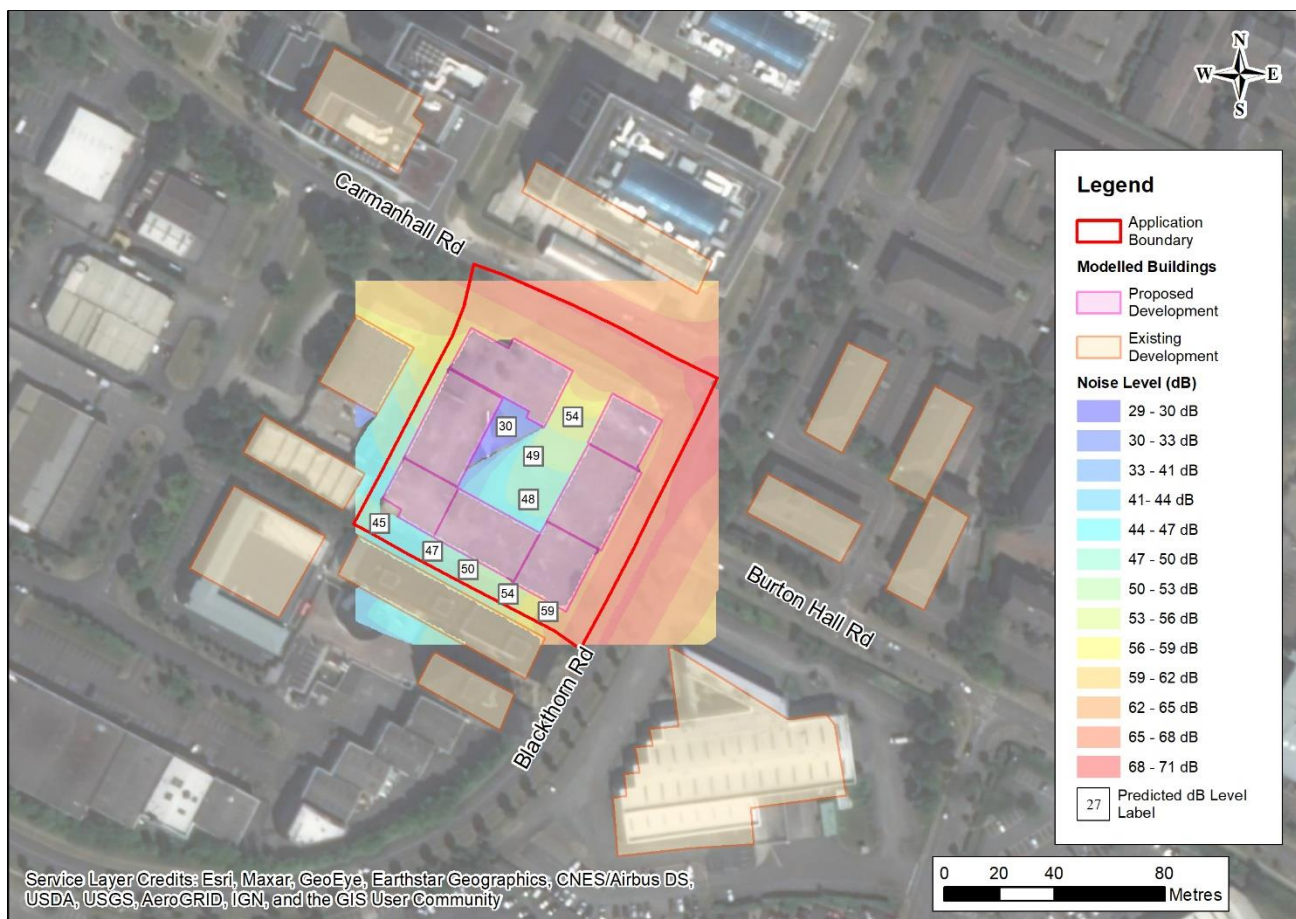 N
W E
S
Carmanhall Rd
30
54
49
48
45
47
50
54
59
Burton Hall Rd
Blackthorn Rd
Legend
Application
Boundary
Modelled Buildings
Proposed
Development
Existing
Development
Noise Level (dB)
29 - 30 dB
30 - 33 dB
33 - 41 dB
41- 44 dB
44 - 47 dB
47 - 50 dB
50 - 53 dB
53 - 56 dB
56 - 59 dB
59 - 62 dB
62 - 65 dB
65 - 68 dB
68 - 71 dB
27 Predicted dB Level
Label
Service Layer Credits: Esri, Maxar, GeoEye, Earthstar Geographics, CNES/Airbus DS,
USDA, USGS, AeroGRID, IGN, and the GIS User Community
0 20 40 80
Metres